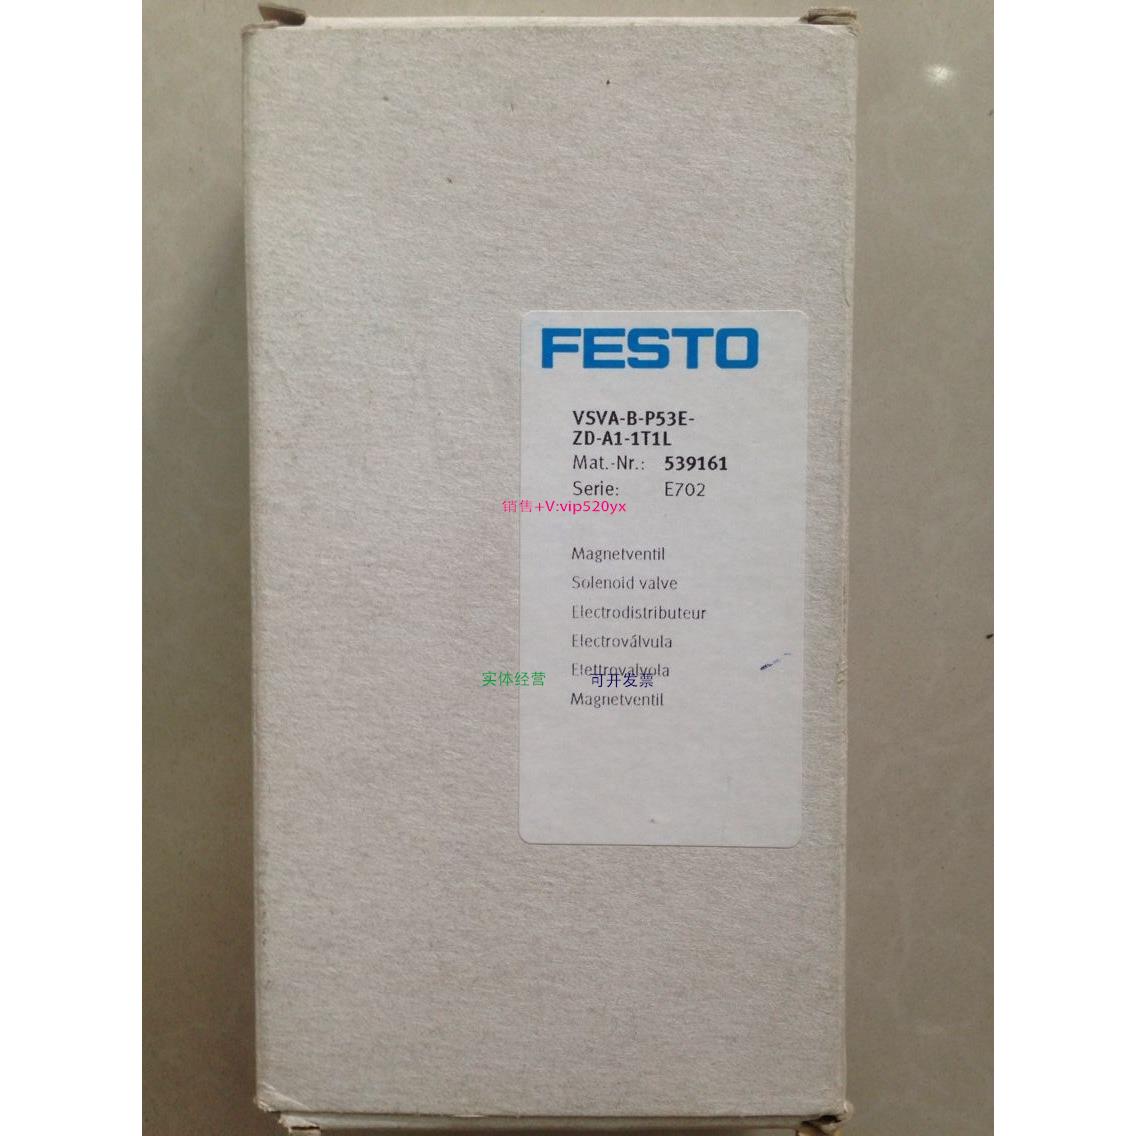 FESTO
VSVA-B-P53E-
ZD-A1-1T1L
Mat.-Nr.: 539161
Serie: E702
销售+V:vip520yx
Magnetventil
Solenoid valve
Electrodistributeur
Electroválvula
Elettrovalvola
实体经营 可开发票
Magnetventil